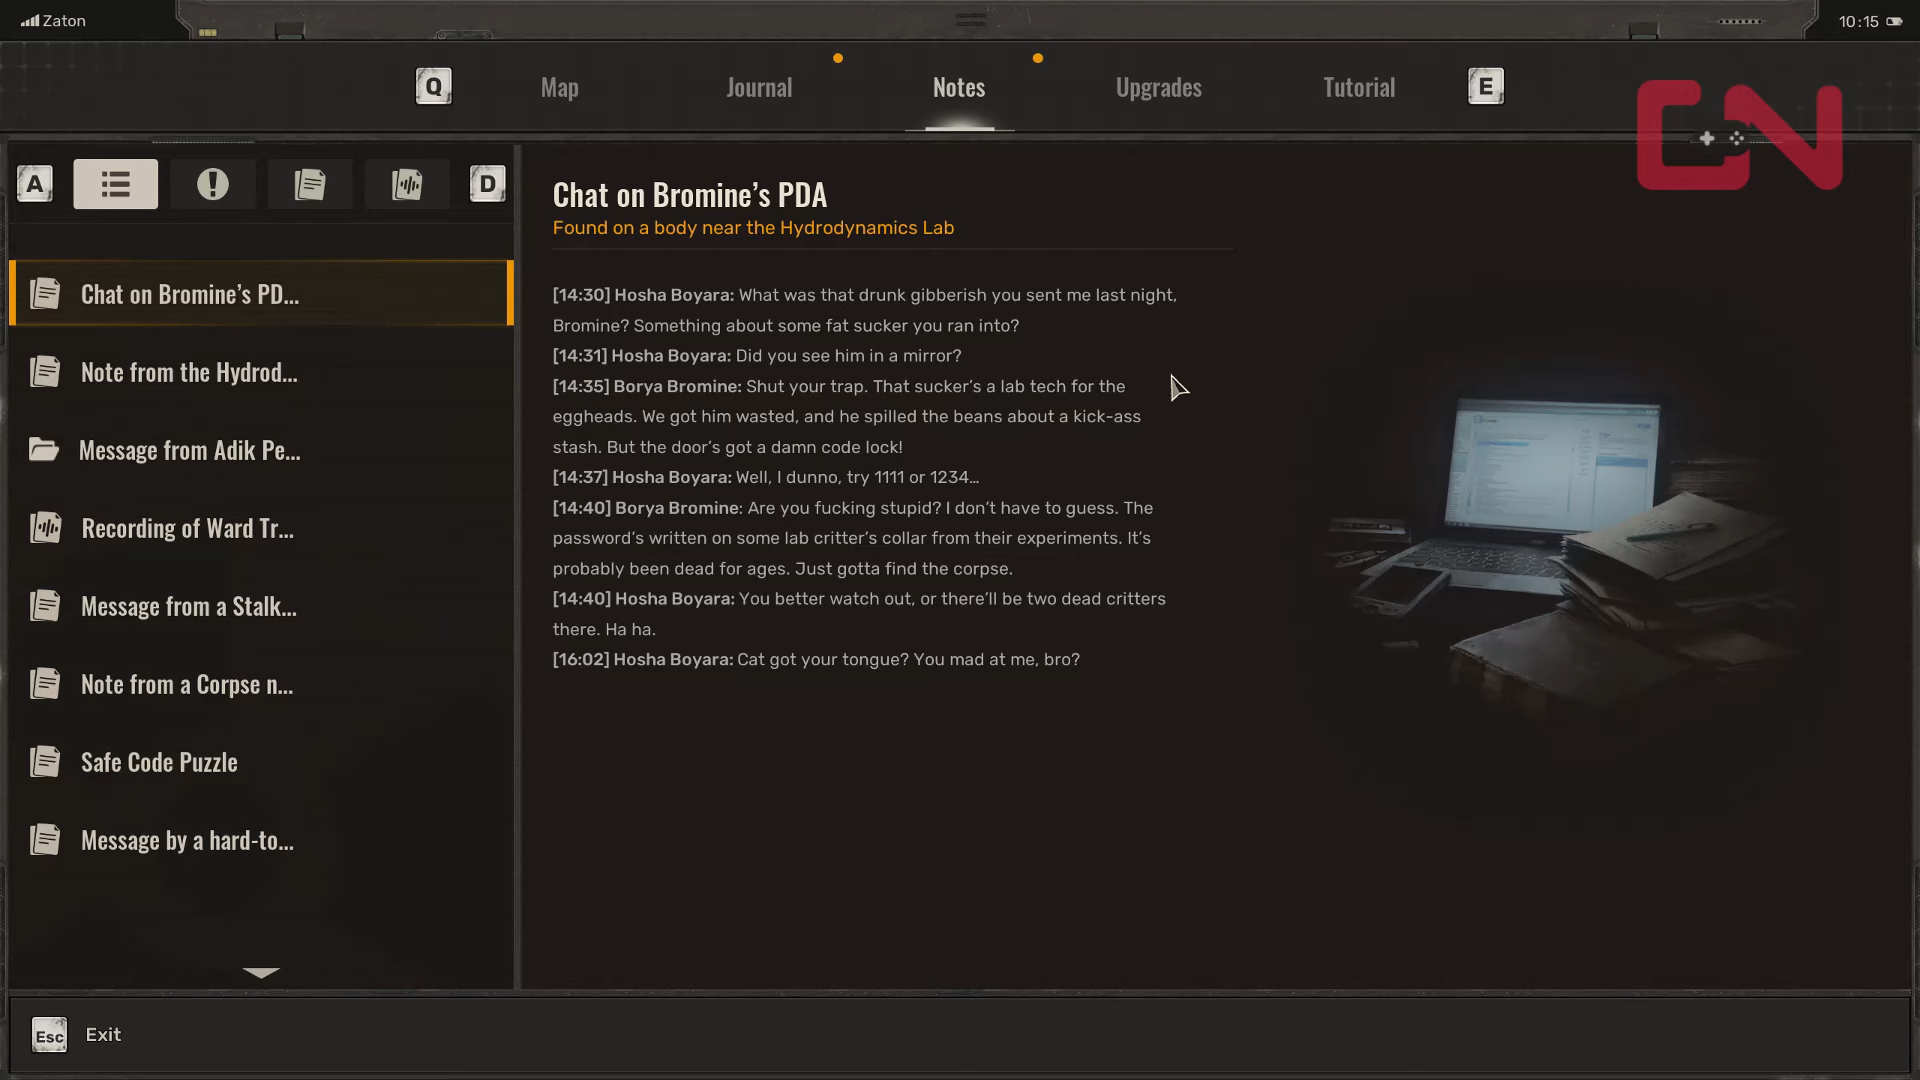 Zaton
10:15
Q
Map
Journal
Notes
Upgrades
Tutorial
E
CN
A
D
Chat on Bromine’s PD...
Note from the Hydrod...
Message from Adik Pe...
Recording of Ward Tr...
Message from a Stalk...
Note from a Corpse n...
Safe Code Puzzle
Message by a hard-to...
Chat on Bromine’s PDA
Found on a body near the Hydrodynamics Lab
[14:30] Hosha Boyara: What was that drunk gibberish you sent me last night,
Bromine? Something about some fat sucker you ran into?
[14:31] Hosha Boyara: Did you see him in a mirror?
[14:35] Borya Bromine: Shut your trap. That sucker’s a lab tech for the
eggheads. We got him wasted, and he spilled the beans about a kick-ass
stash. But the door’s got a damn code lock!
[14:37] Hosha Boyara: Well, I dunno, try 1111 or 1234...
[14:40] Borya Bromine: Are you fucking stupid? I don’t have to guess. The
password’s written on some lab critter’s collar from their experiments. It’s
probably been dead for ages. Just gotta find the corpse.
[14:40] Hosha Boyara: You better watch out, or there’ll be two dead critters
there. Ha ha.
[16:02] Hosha Boyara: Cat got your tongue? You mad at me, bro?
Esc
Exit